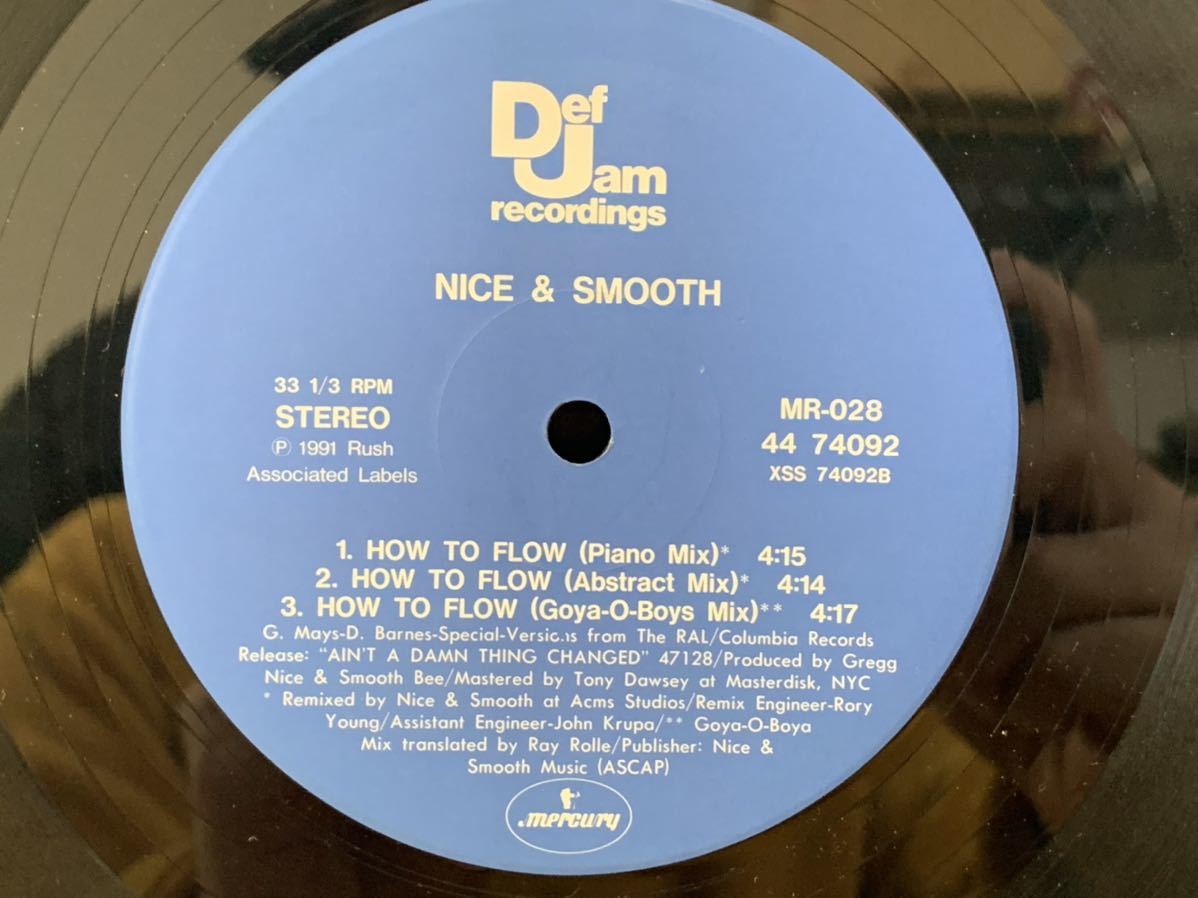 Def
Jam
recordings
NICE & SMOOTH
33 1/3 RPM
STEREO
Ⓟ 1991 Rush
Associated Labels
MR-028
44 74092
XSS 74092B
1. HOW TO FLOW (Piano Mix)* 4:15
2. HOW TO FLOW (Abstract Mix)* 4:14
3. HOW TO FLOW (Goya-O-Boys Mix)** 4:17
G. Mays-D. Barnes-Special-Versions from The RAL/Columbia Records
Release: "AIN'T A DAMN THING CHANGED" 47128/Produced by Gregg
Nice & Smooth Bee/Mastered by Tony Dawsey at Masterdisk, NYC
* Remixed by Nice & Smooth at Acms Studios/Remix Engineer-Rory
Young/Assistant Engineer-John Krupa/** Goya-O-Boya
Mix translated by Ray Rolle/Publisher: Nice &
Smooth Music (ASCAP)
mercury